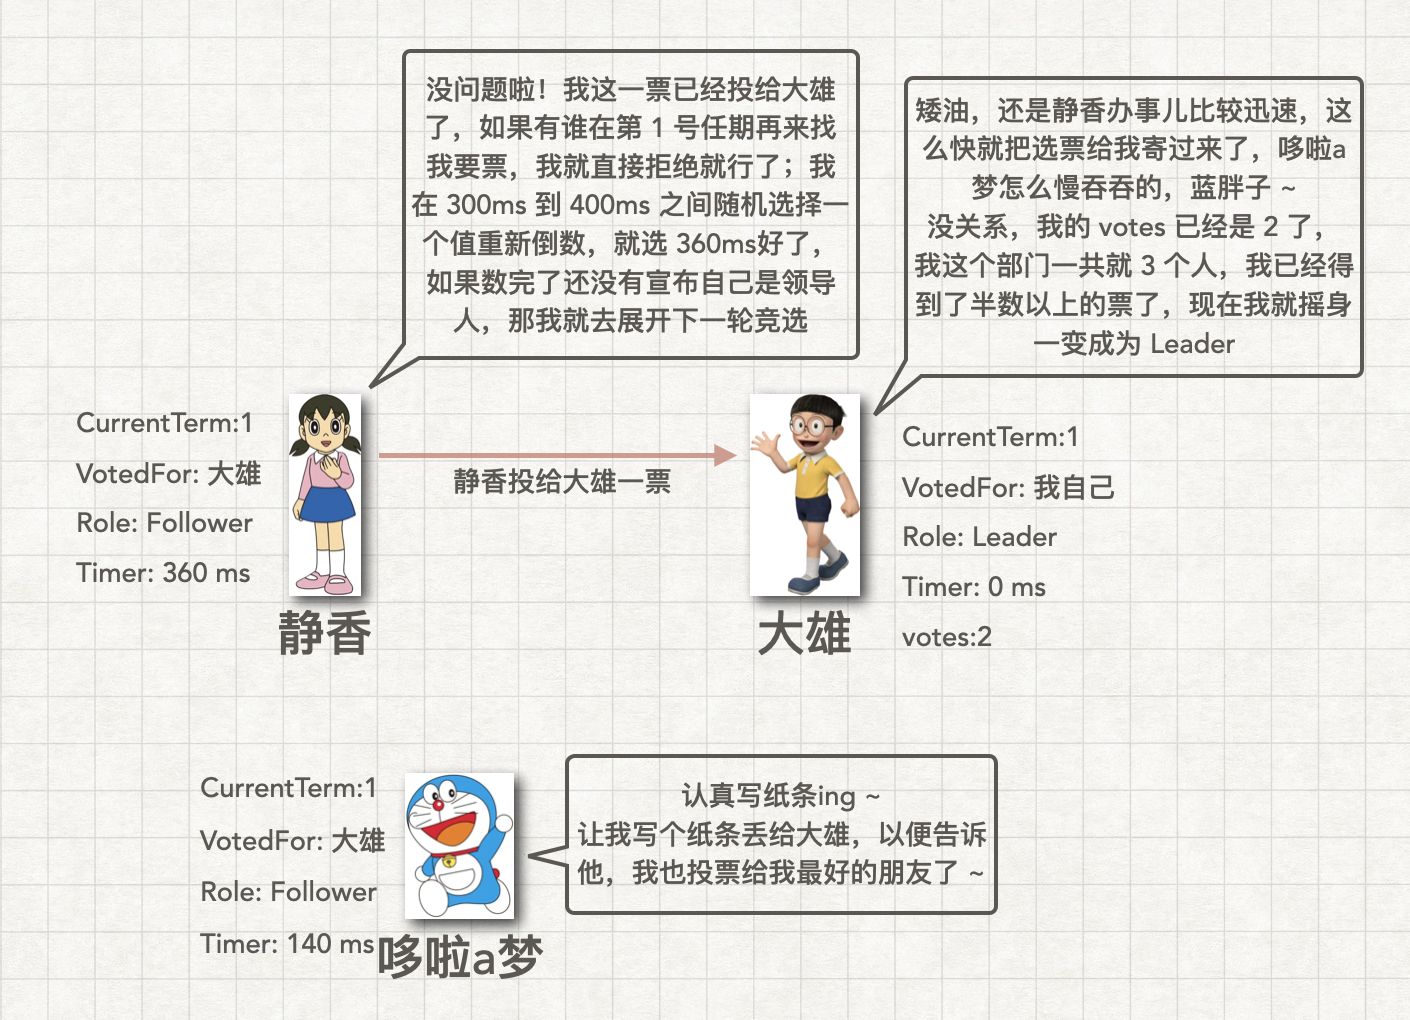 没问题啦！我这一票已经投给大雄
了，如果有谁在第 1 号任期再来找
我要票，我就直接拒绝就行了；我
在 300ms 到 400ms 之间随机选择一
个值重新倒数，就选 360ms好了，
如果数完了还没有宣布自己是领导
人，那我就去展开下一轮竞选
矮油，还是静香办事儿比较迅速，这
么快就把选票给我寄过来了，哆啦a
梦怎么慢吞吞的，蓝胖子 ~
没关系，我的 votes 已经是 2 了，
我这个部门一共就 3 个人，我已经得
到了半数以上的票了，现在我就摇身
一变成为 Leader
CurrentTerm:1
VotedFor: 大雄
Role: Follower
Timer: 360 ms
静香
静香投给大雄一票
CurrentTerm:1
VotedFor: 我自己
Role: Leader
Timer: 0 ms
votes:2
大雄
CurrentTerm:1
VotedFor: 大雄
Role: Follower
Timer: 140 ms
哆啦a梦
认真写纸条ing ~
让我写个纸条丢给大雄，以便告诉
他，我也投票给我最好的朋友了 ~